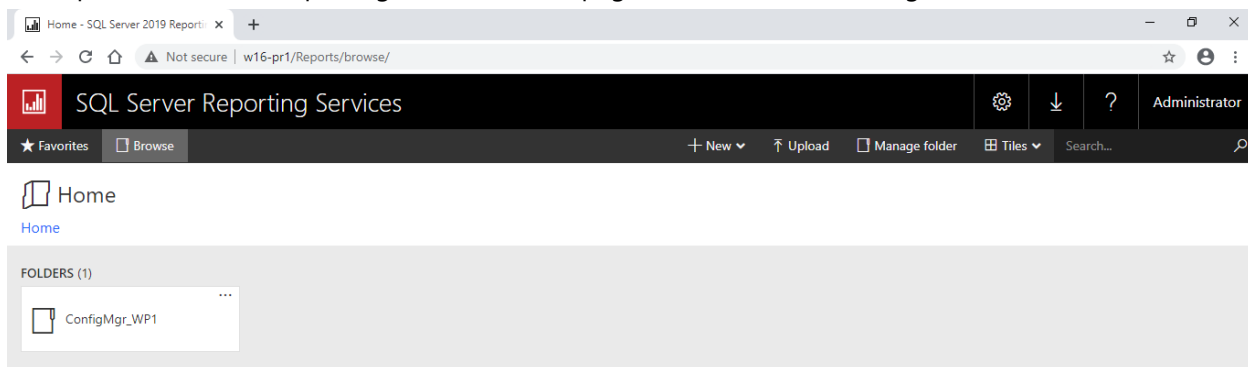 Home - SQL Server 2019 Reporti
Not secure | w16-pr1/Reports/browse/
SQL Server Reporting Services
? Administrator
Favorites Browse + New Upload Manage folder Tiles Search...
Home
Home
FOLDERS (1)
...
ConfigMgr_WP1